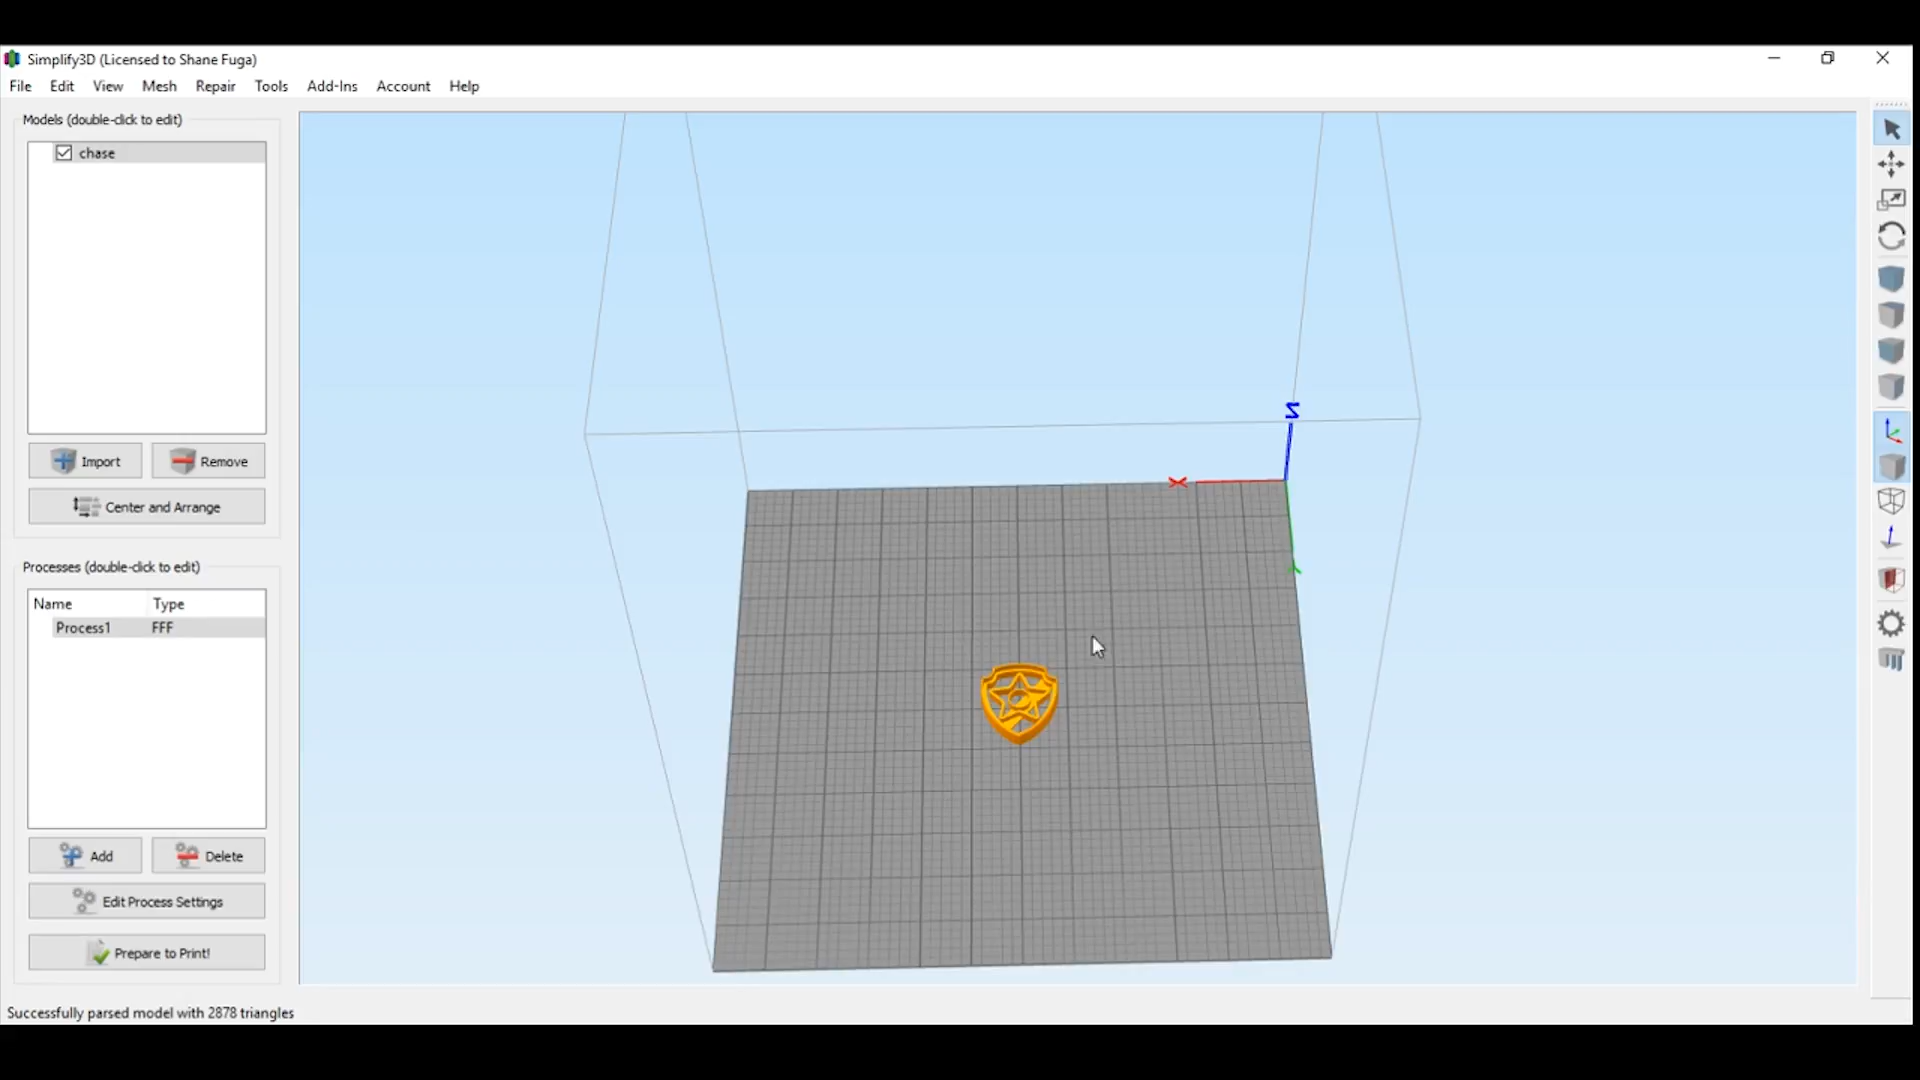 Simplify3D (Licensed to Shane Fuga)
File Edit View Mesh Repair Tools Add-Ins Account Help
Models (double-click to edit)
chase
Import Remove
Center and Arrange
Processes (double-click to edit)
Name Type
Process1 FFF
Add Delete
Edit Process Settings
Prepare to Print!
Successfully parsed model with 2878 triangles
Z
X
Y